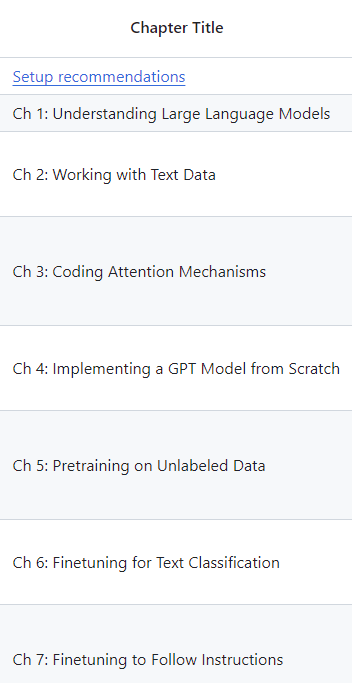 Chapter Title
Setup recommendations
Ch 1: Understanding Large Language Models
Ch 2: Working with Text Data
Ch 3: Coding Attention Mechanisms
Ch 4: Implementing a GPT Model from Scratch
Ch 5: Pretraining on Unlabeled Data
Ch 6: Finetuning for Text Classification
Ch 7: Finetuning to Follow Instructions